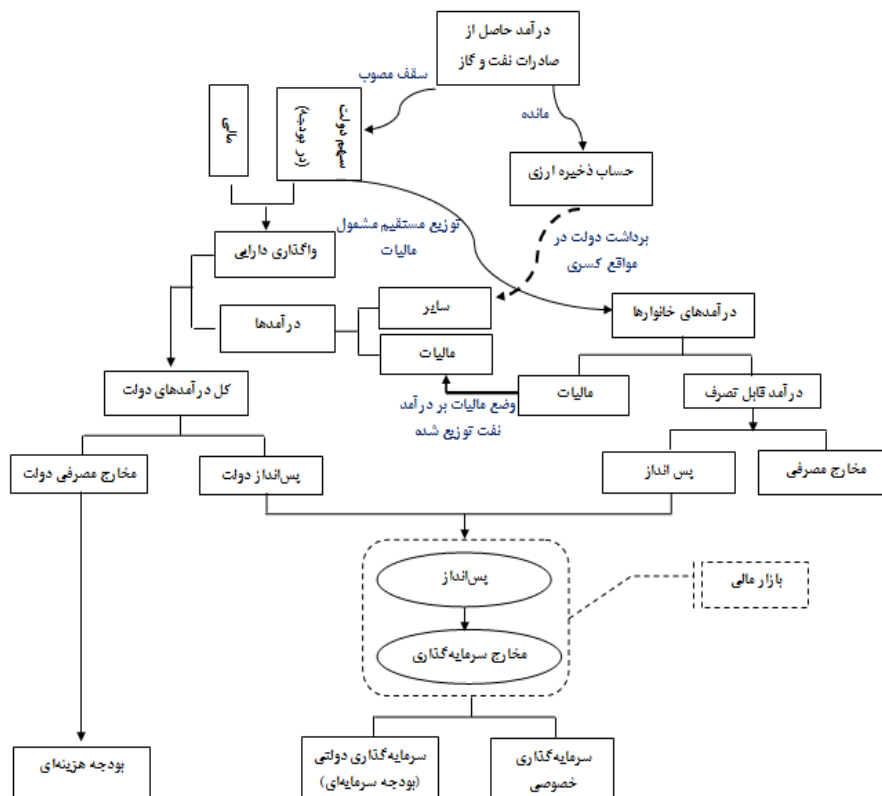 درآمد حاصل از
صادرات نفت و گاز
سقف مصوب
مانده
مالی
سهم دولت
(در بودجه)
حساب ذخیره ارزی
توزیع مستقیم مشمول
مالیات
برداشت دولت در
مواقع کسری
واگذاری دارایی
سایر
درآمدهای خانوارها
درآمدها
مالیات
کل درآمدهای دولت
وضع مالیات بر درآمد
نفت توزیع شده
مالیات
درآمد قابل تصرف
مخارج مصرفی دولت
پس‌انداز دولت
پس انداز
مخارج مصرفی
پس‌انداز
بازار مالی
مخارج سرمایه‌گذاری
بودجه هزینه‌ای
سرمایه‌گذاری دولتی
(بودجه سرمایه‌ای)
سرمایه‌گذاری
خصوصی